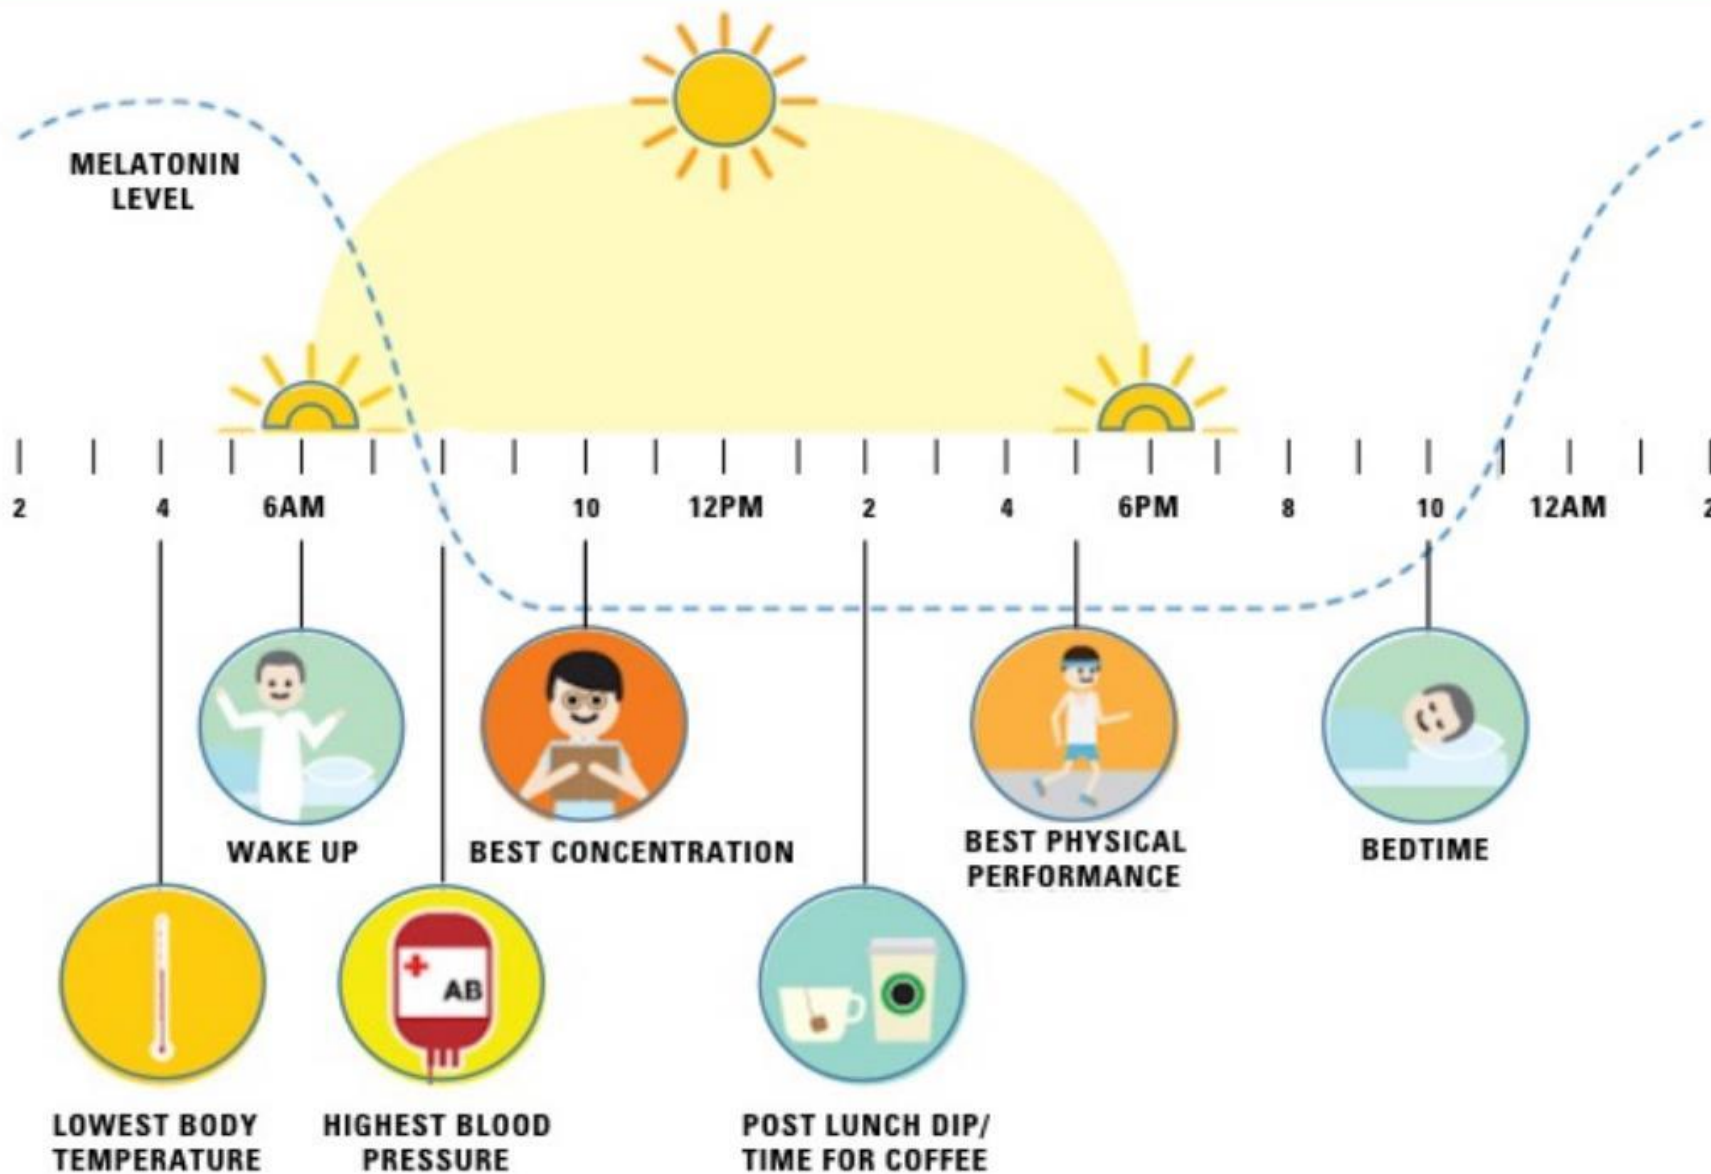 MELATONIN
LEVEL
2 4 6AM 10 12PM 2 4 6PM 8 10 12AM 2
WAKE UP
BEST CONCENTRATION
BEST PHYSICAL
PERFORMANCE
BEDTIME
AB
LOWEST BODY
TEMPERATURE
HIGHEST BLOOD
PRESSURE
POST LUNCH DIP/
TIME FOR COFFEE